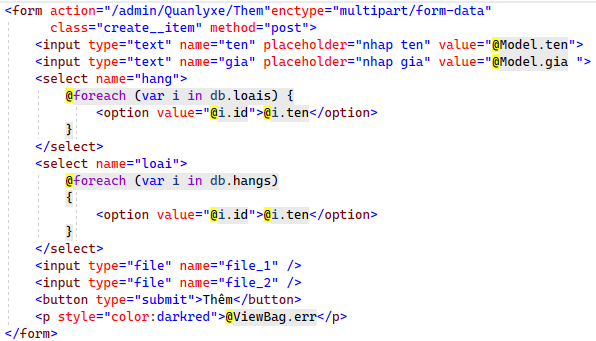 <form action="/admin/Quanlyxe/Them"enctype="multipart/form-data"
class="create__item" method="post">
<input type="text" name="ten" placeholder="nhap ten" value="@Model.ten">
<input type="text" name="gia" placeholder="nhap gia" value="@Model.gia ">
<select name="hang">
@foreach (var i in db.loais) {
<option value="@i.id">@i.ten</option>
}
</select>
<select name="loai">
@foreach (var i in db.hangs)
{
<option value="@i.id">@i.ten</option>
}
</select>
<input type="file" name="file_1" />
<input type="file" name="file_2" />
<button type="submit">Thêm</button>
<p style="color:darkred">@ViewBag.err</p>
</form>